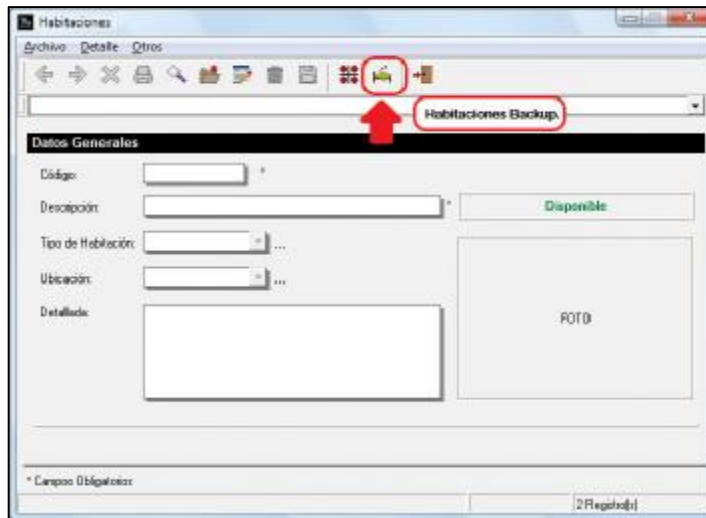 Habitaciones
Archivo Detalle Otros
Habitaciones Backup.
Datos Generales
Código: *
Descripción: *
Disponible
Tipo de Habitación: ...
Ubicación: ...
Detallada:
FOTO
* Campos Obligatorios
2 Registro(s)